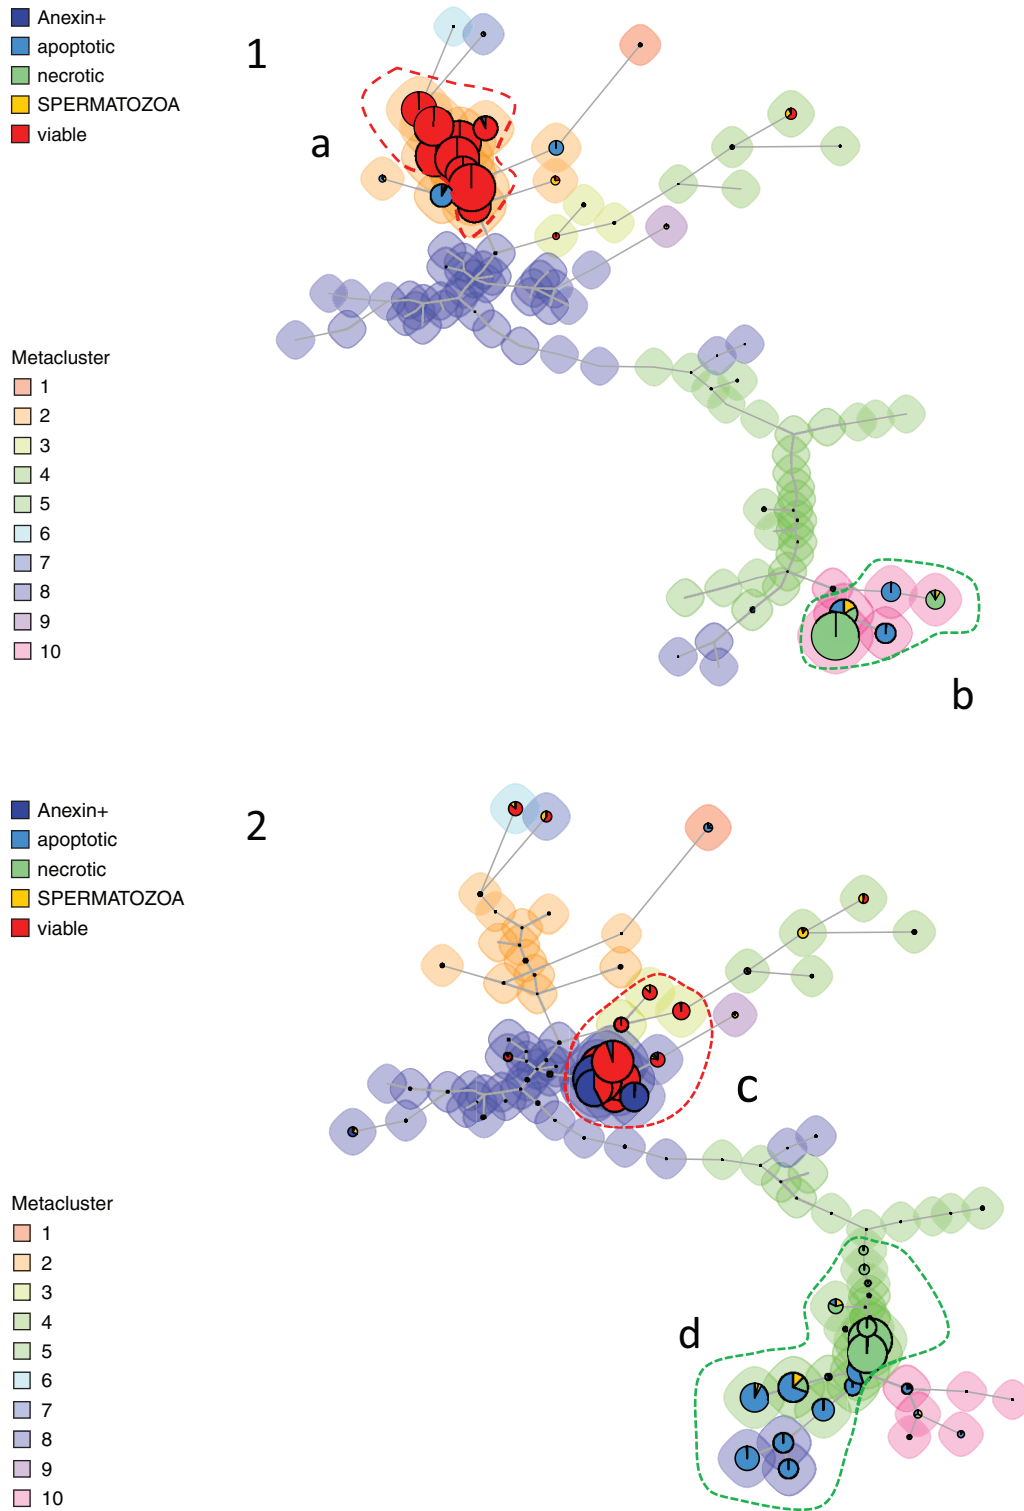 Anexin+
apoptotic
necrotic
SPERMATOZOA
viable
1
a
Metacluster
1
2
3
4
5
6
7
8
9
10
b
Anexin+
apoptotic
necrotic
SPERMATOZOA
viable
2
c
Metacluster
1
2
3
4
5
6
7
8
9
10
d